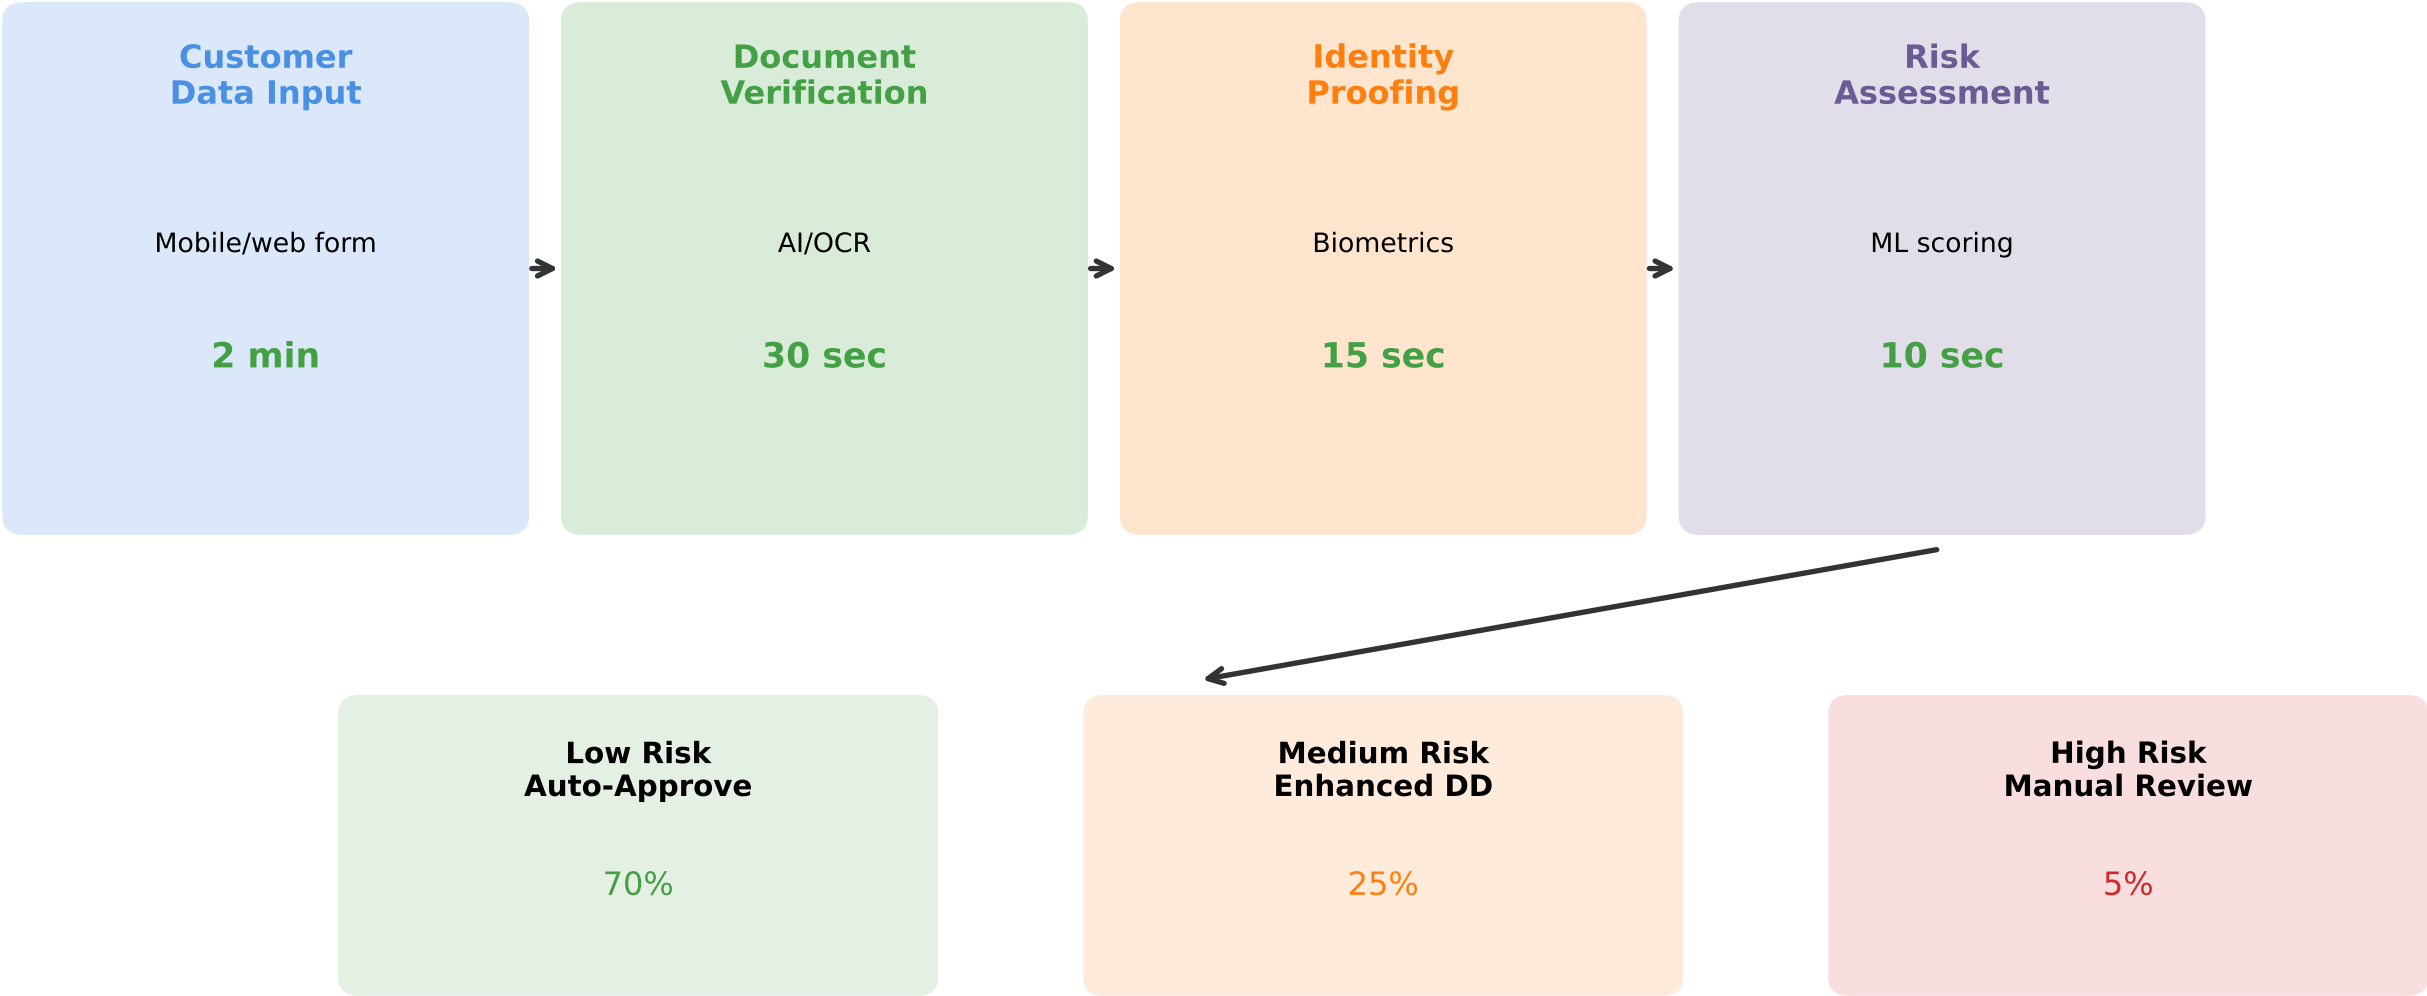 Customer
Data Input
Mobile/web form
2 min
Document
Verification
AI/OCR
30 sec
Identity
Proofing
Biometrics
15 sec
Risk
Assessment
ML scoring
10 sec
Low Risk
Auto-Approve
70%
Medium Risk
Enhanced DD
25%
High Risk
Manual Review
5%